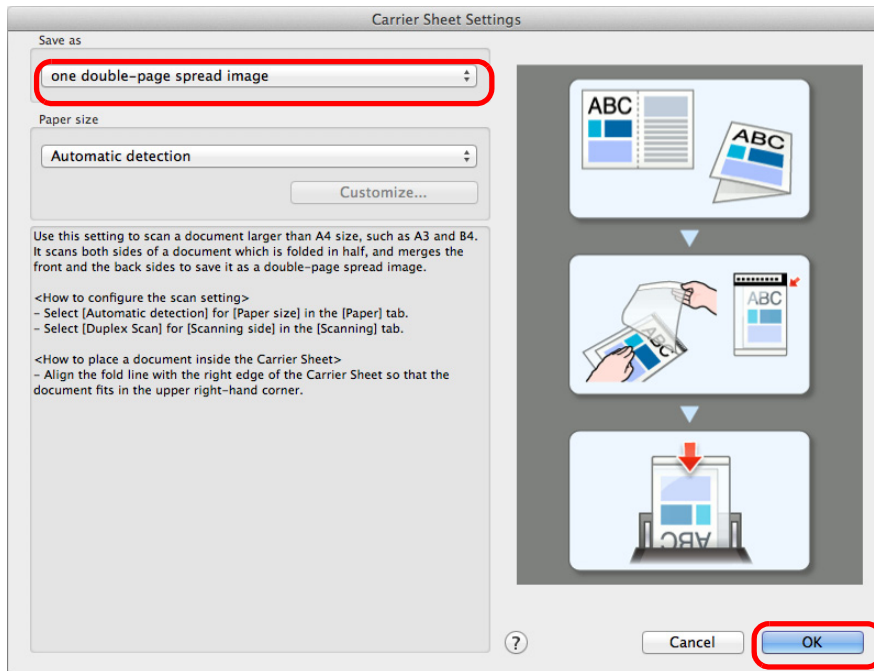 Carrier Sheet Settings
Save as
one double-page spread image
Paper size
Automatic detection
Customize...
Use this setting to scan a document larger than A4 size, such as A3 and B4.
It scans both sides of a document which is folded in half, and merges the
front and the back sides to save it as a double-page spread image.
<How to configure the scan setting>
- Select [Automatic detection] for [Paper size] in the [Paper] tab.
- Select [Duplex Scan] for [Scanning side] in the [Scanning] tab.
<How to place a document inside the Carrier Sheet>
- Align the fold line with the right edge of the Carrier Sheet so that the
document fits in the upper right-hand corner.
ABC
ABC
ABC
ABC
ABC
?
Cancel
OK